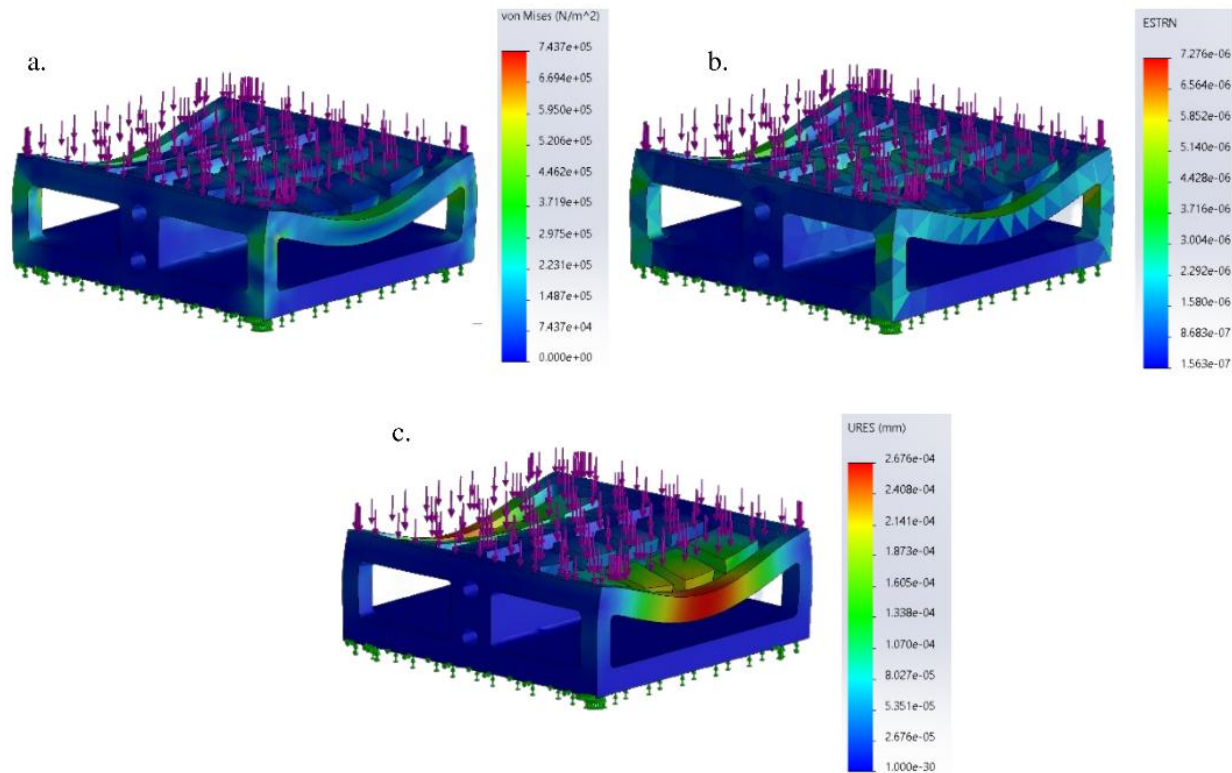 a.
von Mises (N/m^2)
7.437e+05
6.694e+05
5.950e+05
5.206e+05
4.462e+05
3.719e+05
2.975e+05
2.231e+05
1.487e+05
7.437e+04
0.000e+00
b.
ESTRN
7.276e-06
6.564e-06
5.852e-06
5.140e-06
4.428e-06
3.716e-06
3.004e-06
2.292e-06
1.580e-06
8.683e-07
1.563e-07
c.
URES (mm)
2.676e-04
2.408e-04
2.141e-04
1.873e-04
1.605e-04
1.338e-04
1.070e-04
8.027e-05
5.351e-05
2.676e-05
1.000e-30